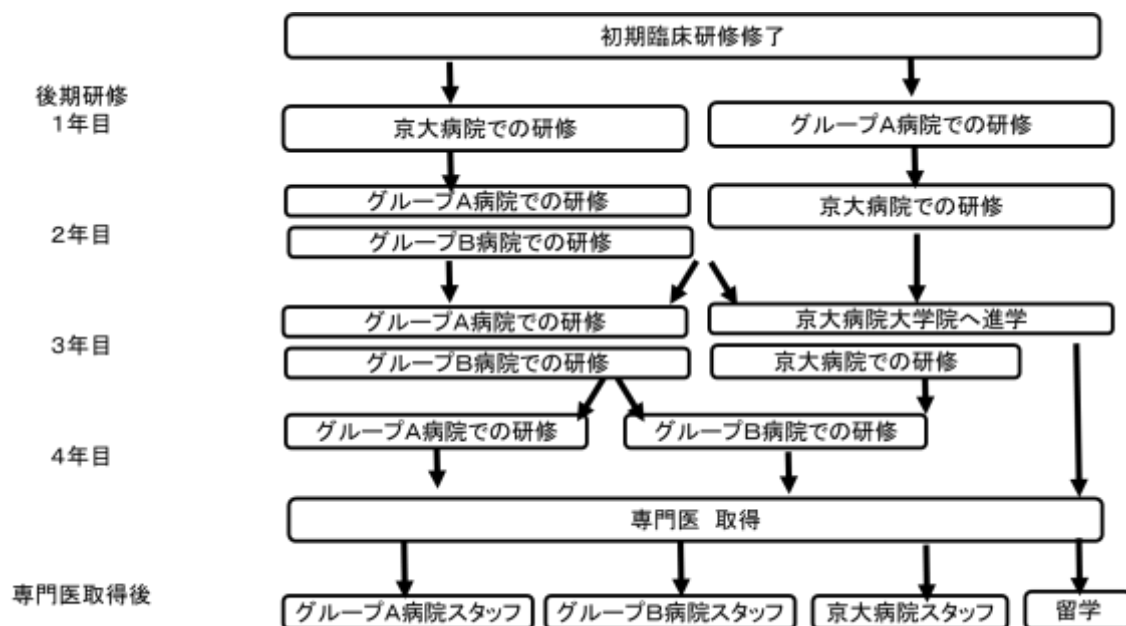 初期臨床研修修了
後期研修
1年目
京大病院での研修
グループA病院での研修
2年目
グループA病院での研修
グループB病院での研修
京大病院での研修
3年目
グループA病院での研修
グループB病院での研修
京大病院大学院へ進学
京大病院での研修
4年目
グループA病院での研修
グループB病院での研修
専門医 取得
専門医取得後
グループA病院スタッフ
グループB病院スタッフ
京大病院スタッフ
留学